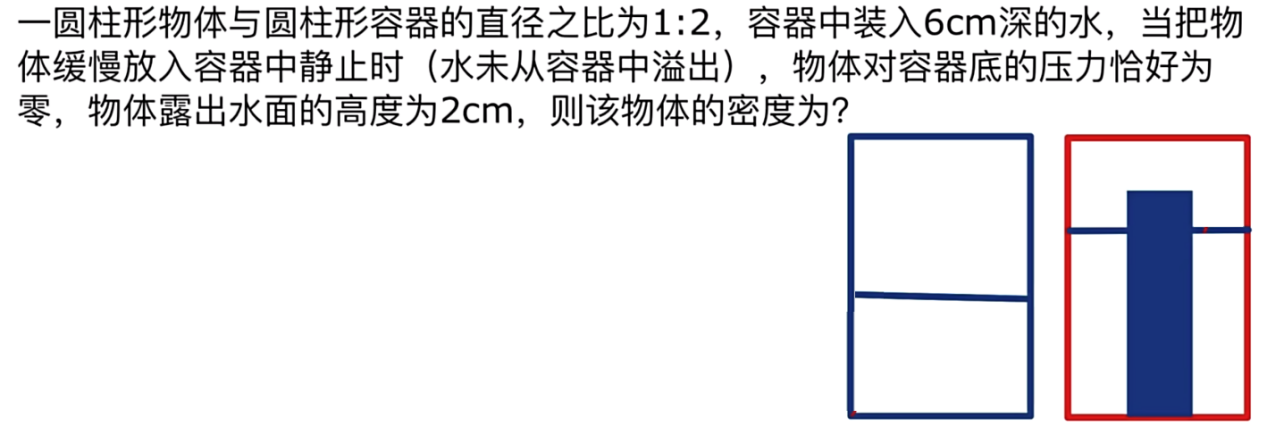 一圆柱形物体与圆柱形容器的直径之比为1:2，容器中装入6cm深的水，当把物
体缓慢放入容器中静止时（水未从容器中溢出），物体对容器底的压力恰好为
零，物体露出水面的高度为2cm，则该物体的密度为?